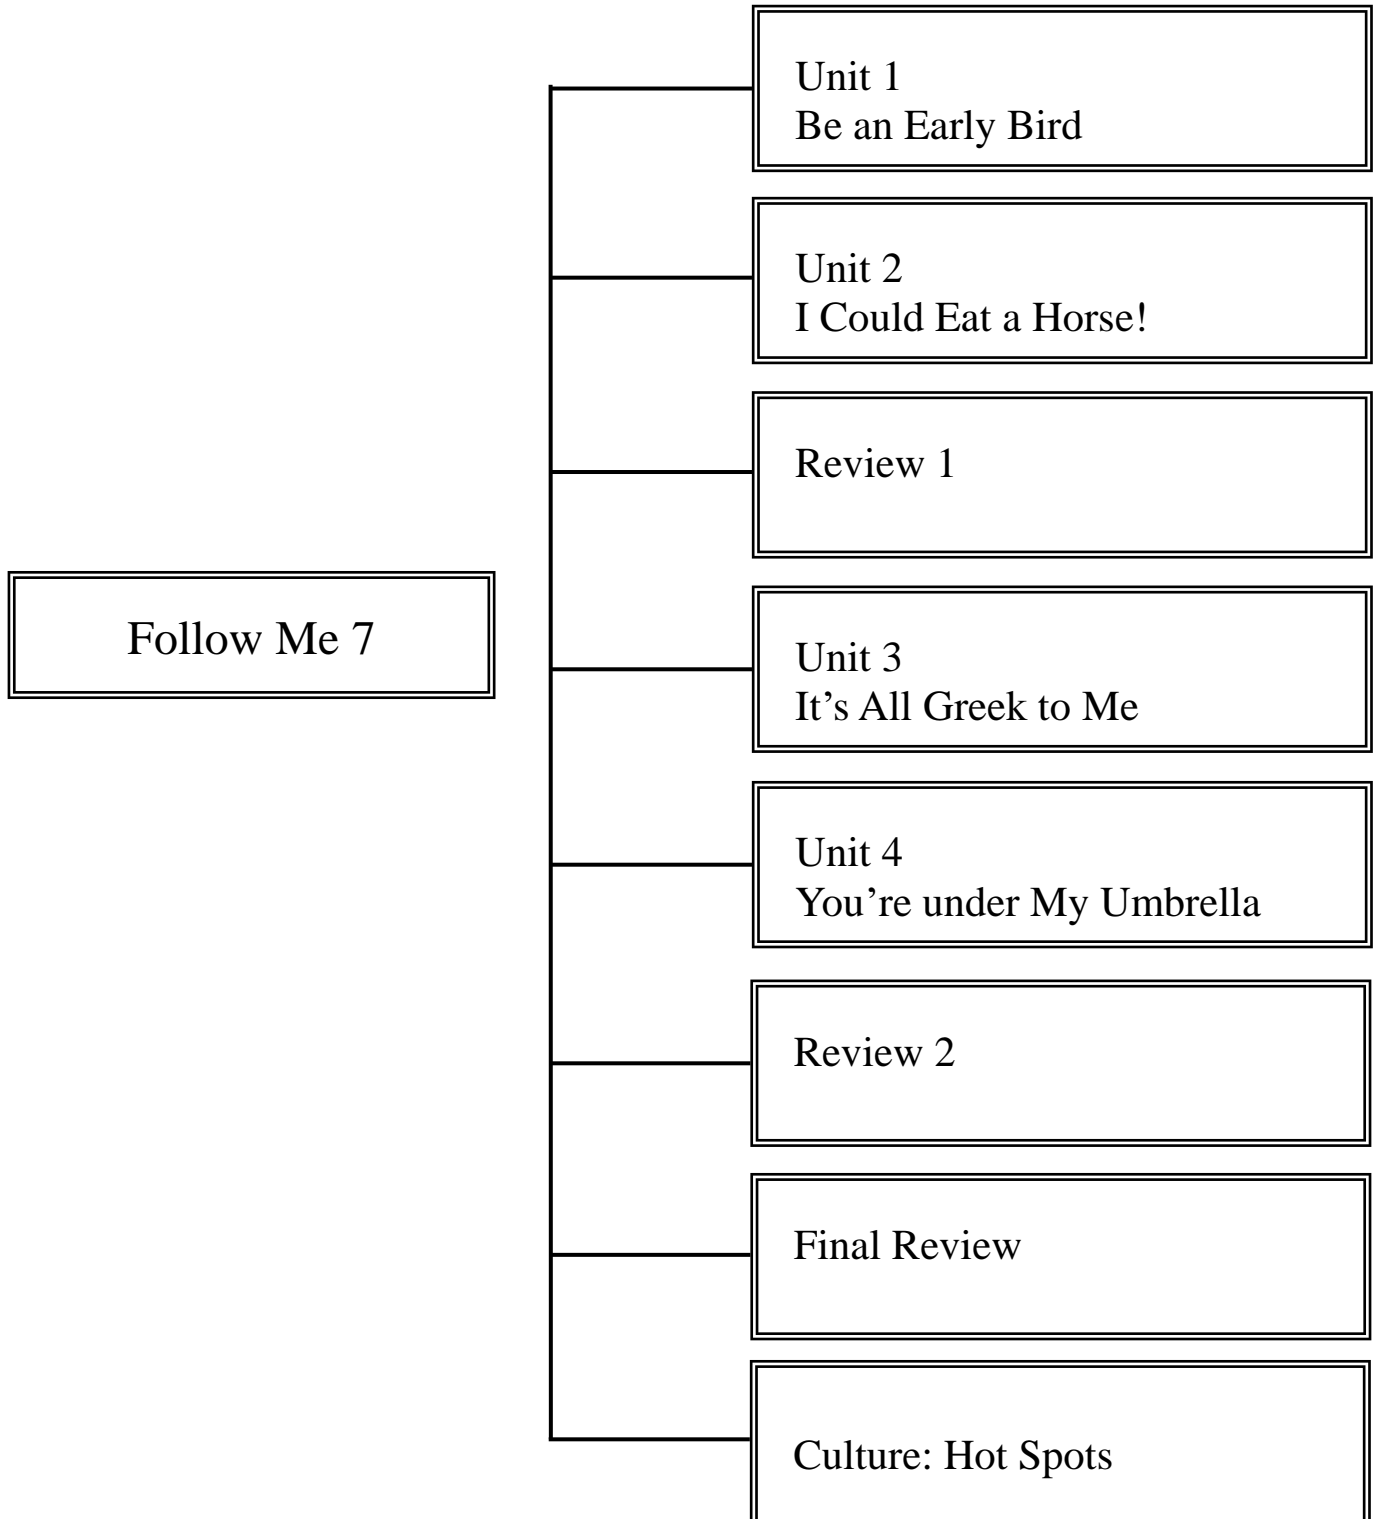 Follow Me 7
Unit 1
Be an Early Bird
Unit 2
I Could Eat a Horse!
Review 1
Unit 3
It’s All Greek to Me
Unit 4
You’re under My Umbrella
Review 2
Final Review
Culture: Hot Spots